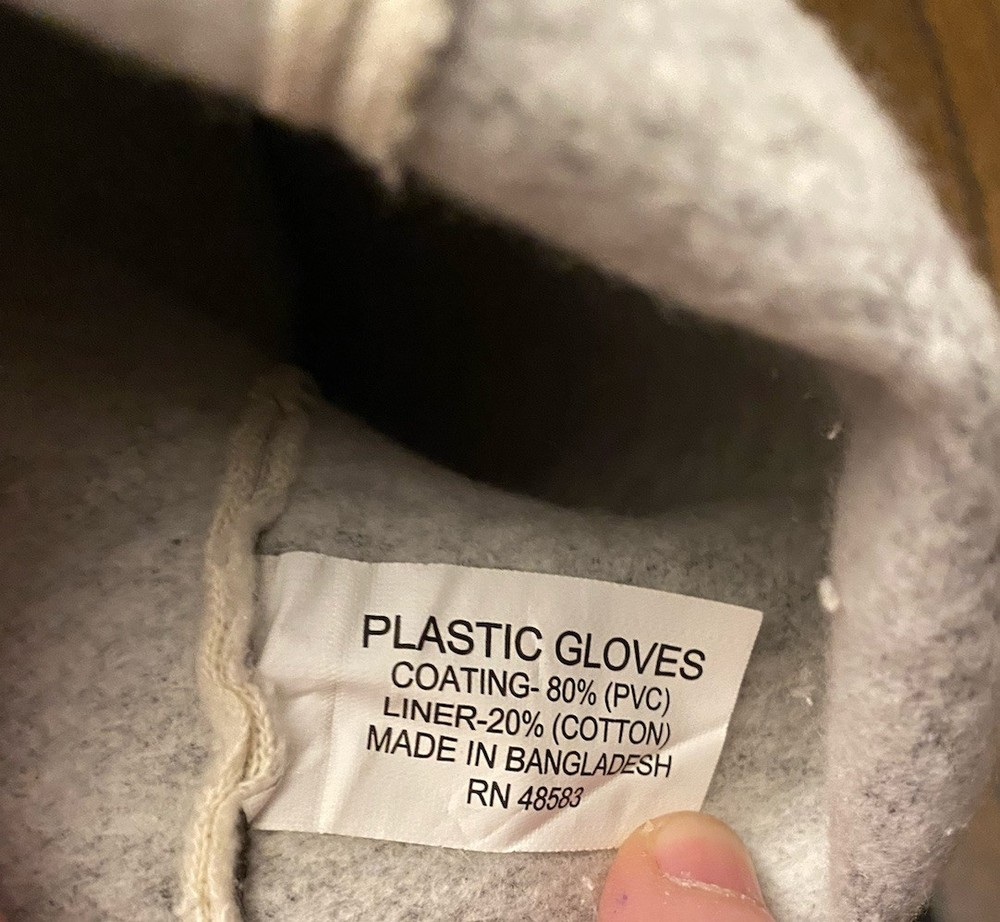 PLASTIC GLOVES
COATING- 80% (PVC)
LINER-20% (COTTON)
MADE IN BANGLADESH
RN 48583